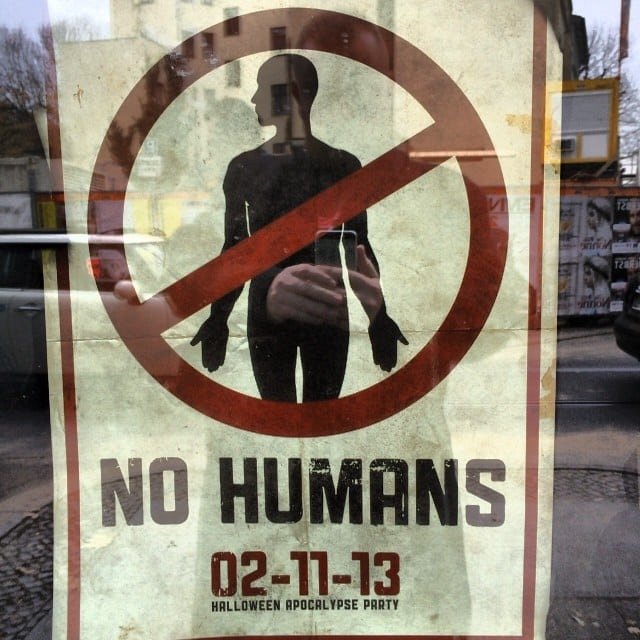 NO HUMANS
02-11-13
HALLOWEEN APOCALYPSE PARTY